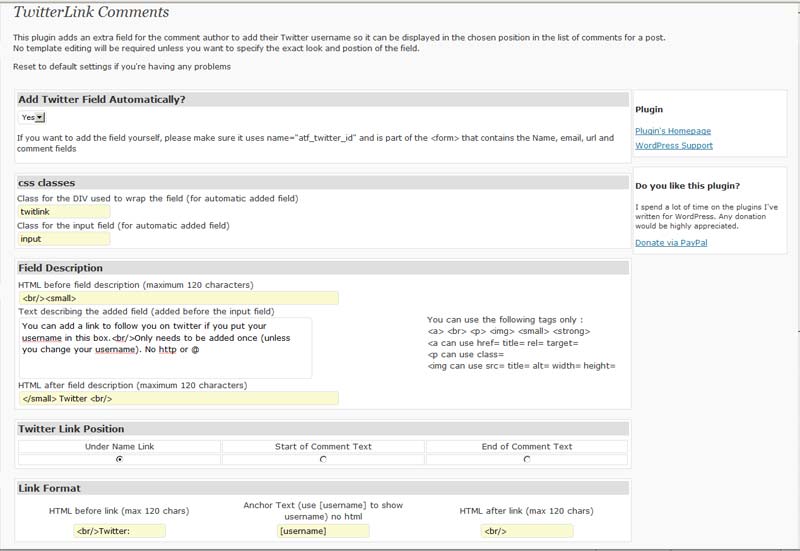 TwitterLink Comments
This plugin adds an extra field for the comment author to add their Twitter username so it can be displayed in the chosen position in the list of comments for a post.
No template editing will be required unless you want to specify the exact look and postion of the field.
Reset to default settings if you're having any problems
Add Twitter Field Automatically?
Yes
If you want to add the field yourself, please make sure it uses name="atf_twitter_id" and is part of the <form> that contains the Name, email, url and
comment fields
css classes
Class for the DIV used to wrap the field (for automatic added field)
twitlink
Class for the input field (for automatic added field)
input
Field Description
HTML before field description (maximum 120 characters)
<br/><small>
Text describing the added field (added before the input field)
You can add a link to follow you on twitter if you put your
username in this box.<br/>Only needs to be added once (unless
you change your username). No http or @
You can use the following tags only :
<a> <br> <p> <img> <small> <strong>
<a can use href= title= rel= target=
<p can use class=
<img can use src= title= alt= width= height=
HTML after field description (maximum 120 characters)
</small> Twitter <br/>
Twitter Link Position
Under Name Link
Start of Comment Text
End of Comment Text
Link Format
HTML before link (max 120 chars)
<br/>Twitter:
Anchor Text (use [username] to show
username) no html
[username]
HTML after link (max 120 chars)
<br/>
Plugin
Plugin's Homepage
WordPress Support
Do you like this plugin?
I spend a lot of time on the plugins I've
written for WordPress. Any donation
would be highly appreciated.
Donate via PayPal